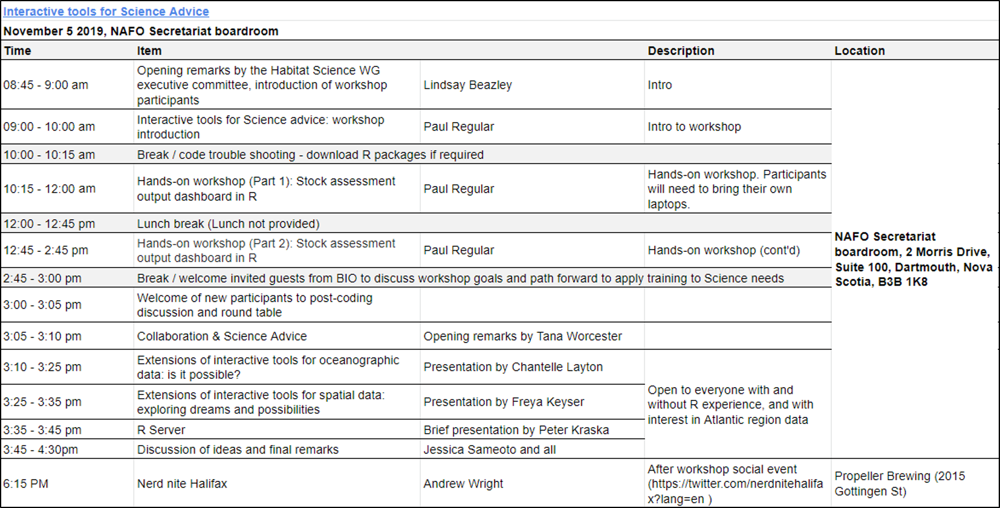 Interactive tools for Science Advice
November 5 2019, NAFO Secretariat boardroom
Time Item Description Location
08:45 - 9:00 am
Opening remarks by the Habitat Science WG
executive committee, introduction of workshop
participants
Lindsay Beazley
Intro
09:00 - 10:00 am
Interactive tools for Science advice: workshop
introduction
Paul Regular
Intro to workshop
10:00 - 10:15 am
Break / code trouble shooting - download R packages if required
10:15 - 12:00 am
Hands-on workshop (Part 1): Stock assessment
output dashboard in R
Paul Regular
Hands-on workshop. Participants
will need to bring their own
laptops.
12:00 - 12:45 pm
Lunch break (Lunch not provided)
12:45 - 2:45 pm
Hands-on workshop (Part 2): Stock assessment
output dashboard in R
Paul Regular
Hands-on workshop (cont'd)
2:45 - 3:00 pm
Break / welcome invited guests from BIO to discuss workshop goals and path forward to apply training to Science needs
3:00 - 3:05 pm
Welcome of new participants to post-coding
discussion and round table
3:05 - 3:10 pm
Collaboration & Science Advice
Opening remarks by Tana Worcester
3:10 - 3:25 pm
Extensions of interactive tools for oceanographic
data: is it possible?
Presentation by Chantelle Layton
3:25 - 3:35 pm
Extensions of interactive tools for spatial data:
exploring dreams and possibilities
Presentation by Freya Keyser
3:35 - 3:45 pm
R Server
Brief presentation by Peter Kraska
3:45 - 4:30pm
Discussion of ideas and final remarks
Jessica Sameoto and all
Open to everyone with and
without R experience, and with
interest in Atlantic region data
NAFO Secretariat
boardroom, 2 Morris Drive,
Suite 100, Dartmouth, Nova
Scotia, B3B 1K8
6:15 PM
Nerd nite Halifax
Andrew Wright
After workshop social event
(https://twitter.com/nerdnitehalifa
x?lang=en )
Propeller Brewing (2015
Gottingen St)